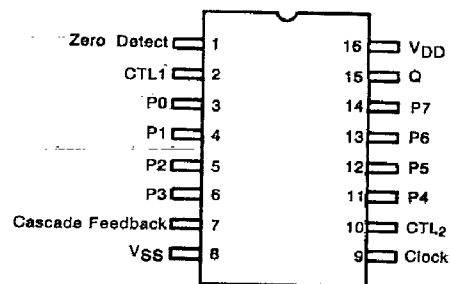 Zero Detect 1
CTL1 2
P0 3
P1 4
P2 5
P3 6
Cascade Feedback 7
VSS 8
16 VDD
15 Q
14 P7
13 P6
12 P5
11 P4
10 CTL2
9 Clock